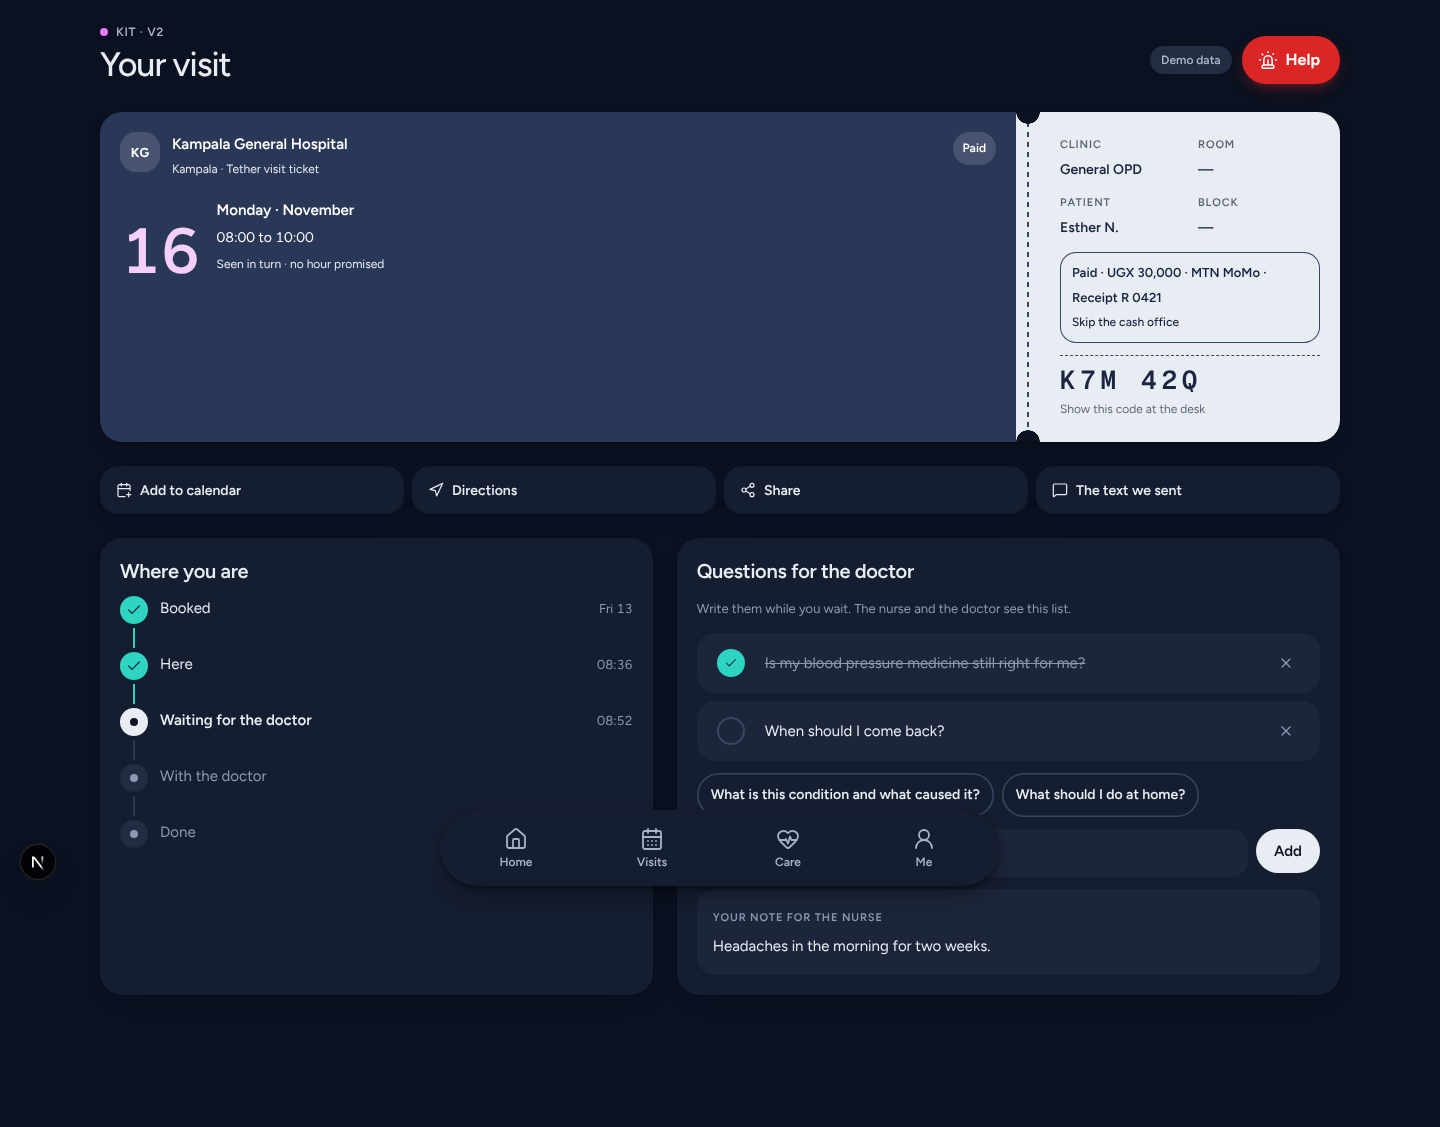 KIT · V2
Your visit
Demo data
Help
KG
Kampala General Hospital
Kampala · Tether visit ticket
Paid
16
Monday · November
08:00 to 10:00
Seen in turn · no hour promised
CLINIC
ROOM
General OPD
—
PATIENT
BLOCK
Esther N.
—
Paid · UGX 30,000 · MTN MoMo ·
Receipt R 0421
Skip the cash office
K7M 42Q
Show this code at the desk
Add to calendar
Directions
Share
The text we sent
Where you are
Booked
Fri 13
Here
08:36
Waiting for the doctor
08:52
With the doctor
Done
Questions for the doctor
Write them while you wait. The nurse and the doctor see this list.
Is my blood pressure medicine still right for me?
When should I come back?
What is this condition and what caused it?
What should I do at home?
Add
YOUR NOTE FOR THE NURSE
Headaches in the morning for two weeks.
Home
Visits
Care
Me
N